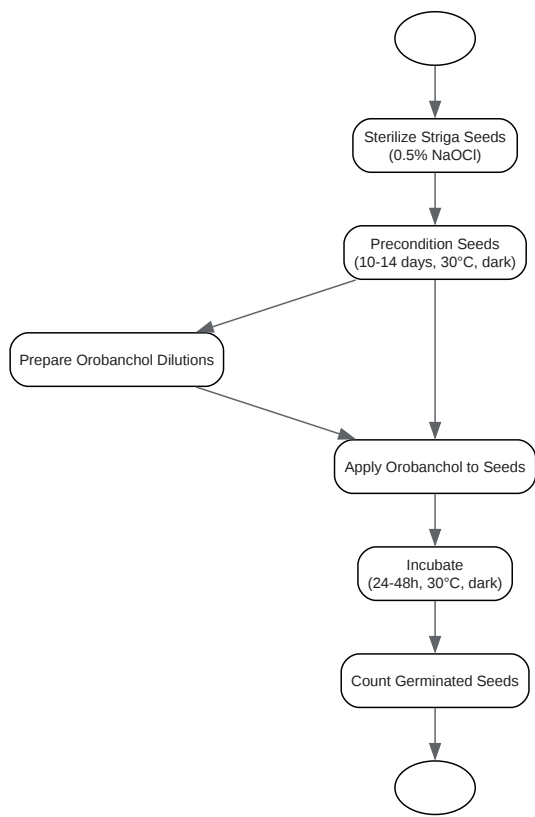 Sterilize Striga Seeds
(0.5% NaOCl)
Precondition Seeds
(10-14 days, 30°C, dark)
Prepare Orobanchol Dilutions
Apply Orobanchol to Seeds
Incubate
(24-48h, 30°C, dark)
Count Germinated Seeds